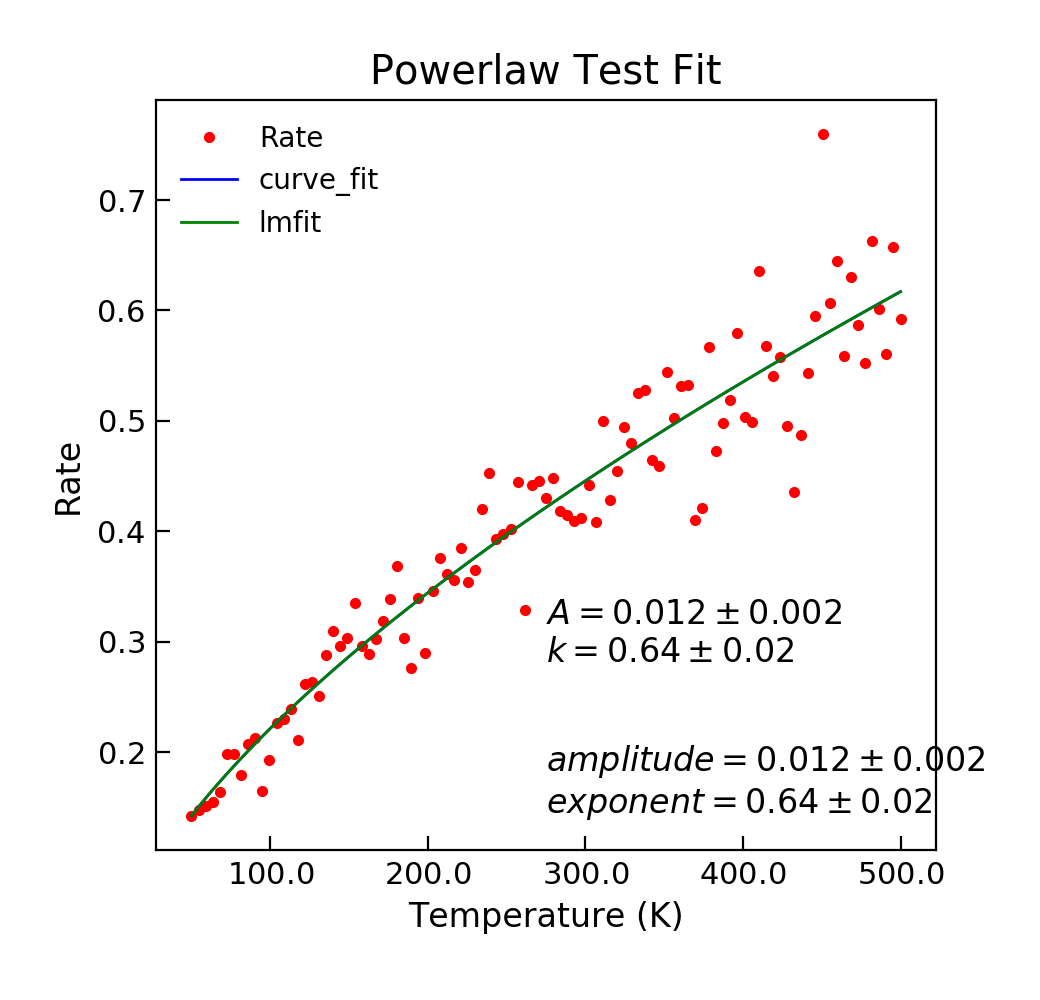 Powerlaw Test Fit
Rate
curve_fit
lmfit
0.7
0.6
0.5
0.4
0.3
0.2
Rate
A = 0.012 ± 0.002
k = 0.64 ± 0.02
amplitude = 0.012 ± 0.002
exponent = 0.64 ± 0.02
100.0 200.0 300.0 400.0 500.0
Temperature (K)